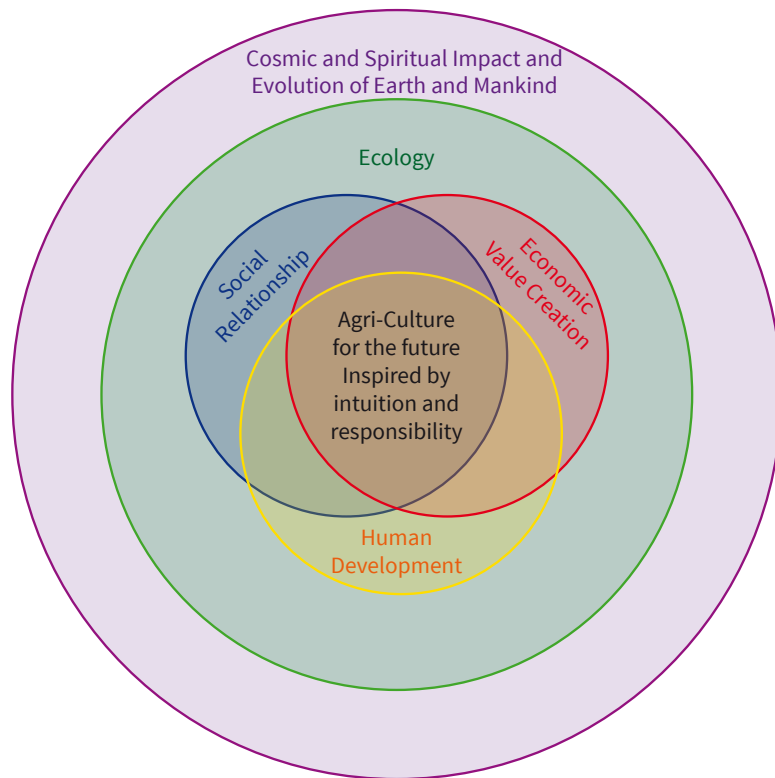 Cosmic and Spiritual Impact and
Evolution of Earth and Mankind
Ecology
Social
Relationship
Economic
Value Creation
Agri-Culture
for the future
Inspired by
intuition and
responsibility
Human
Development